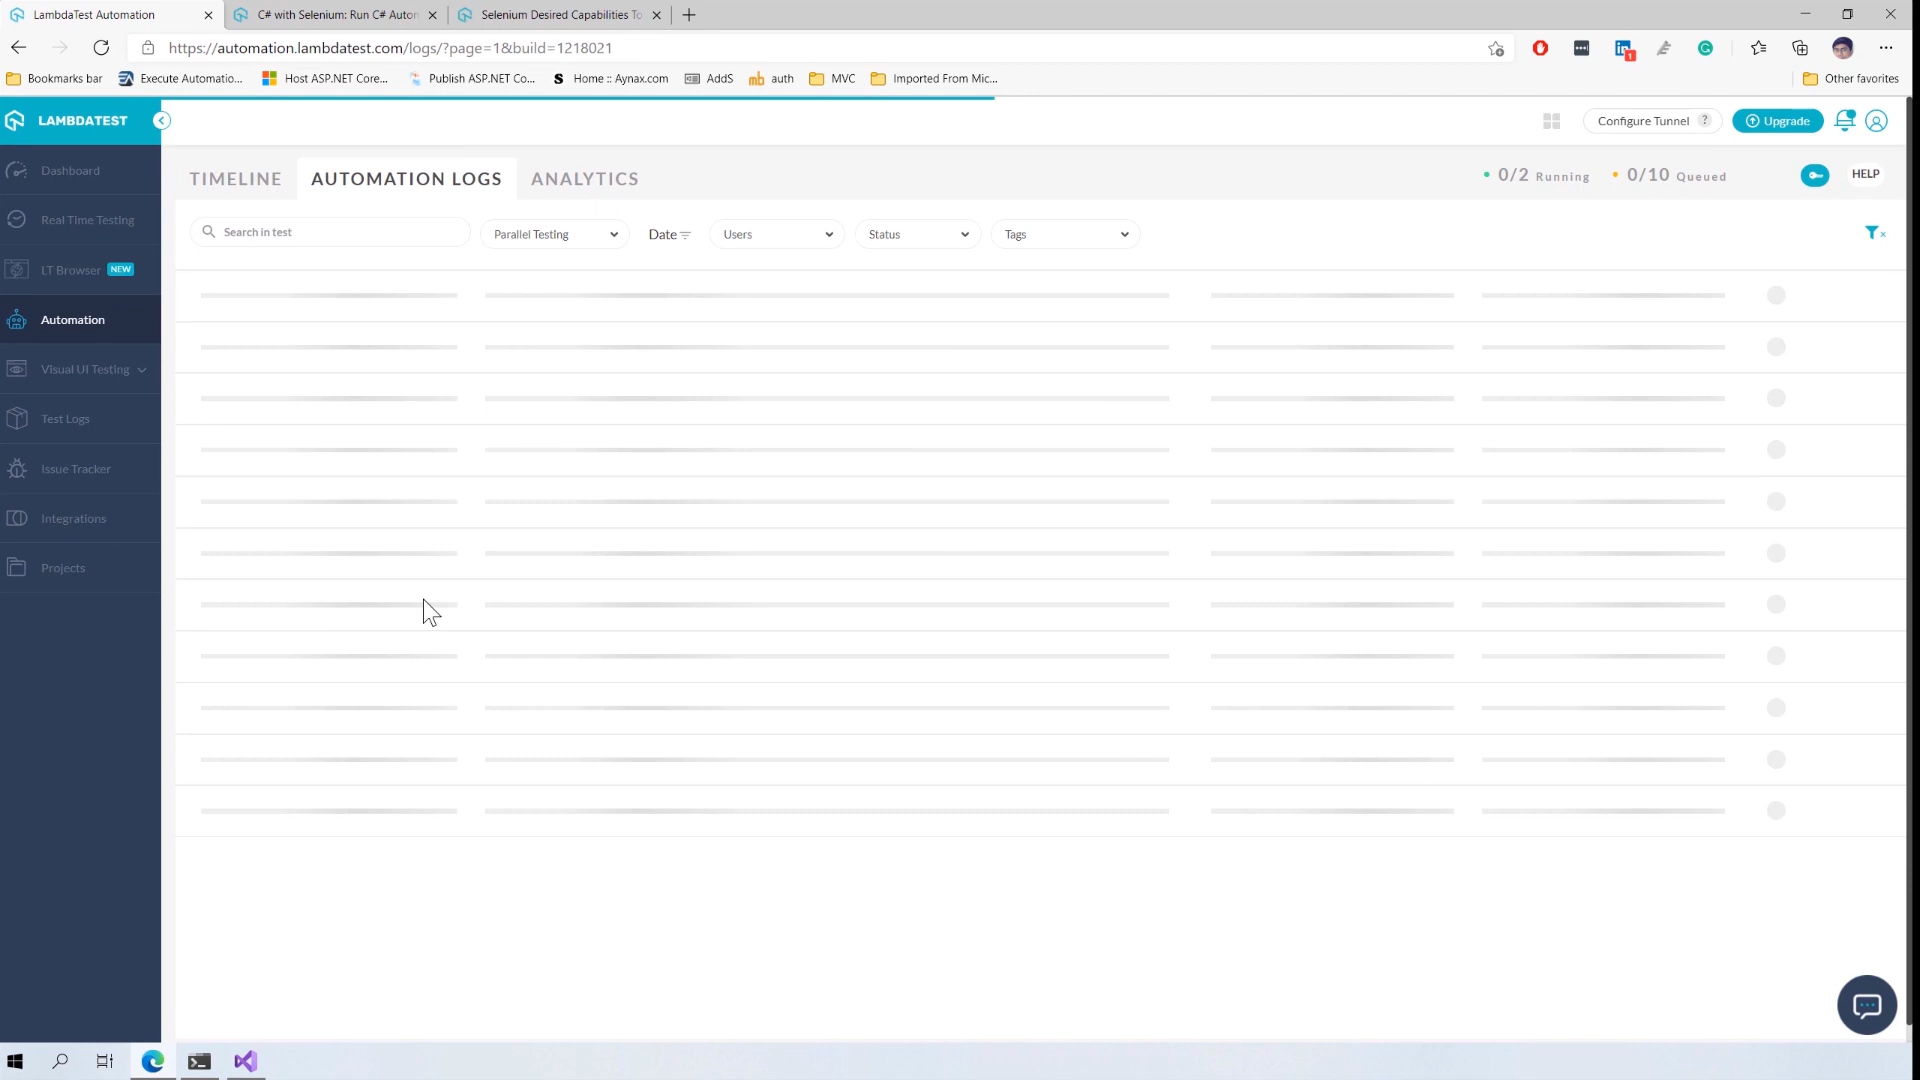 LambdaTest Automation
C# with Selenium: Run C# Auton
Selenium Desired Capabilities To
https://automation.lambdatest.com/logs/?page=1&build=1218021
1
Bookmarks bar
Execute Automatio...
Host ASP.NET Core...
Publish ASP.NET Co...
Home :: Aynax.com
AddS
auth
MVC
Imported From Mic...
Other favorites
LAMBDATEST
Configure Tunnel ?
Upgrade
Dashboard
TIMELINE
AUTOMATION LOGS
ANALYTICS
0/2 Running
0/10 Queued
HELP
Real Time Testing
Search in test
Parallel Testing
Date
Users
Status
Tags
LT Browser NEW
Automation
Visual UI Testing
Test Logs
Issue Tracker
Integrations
Projects